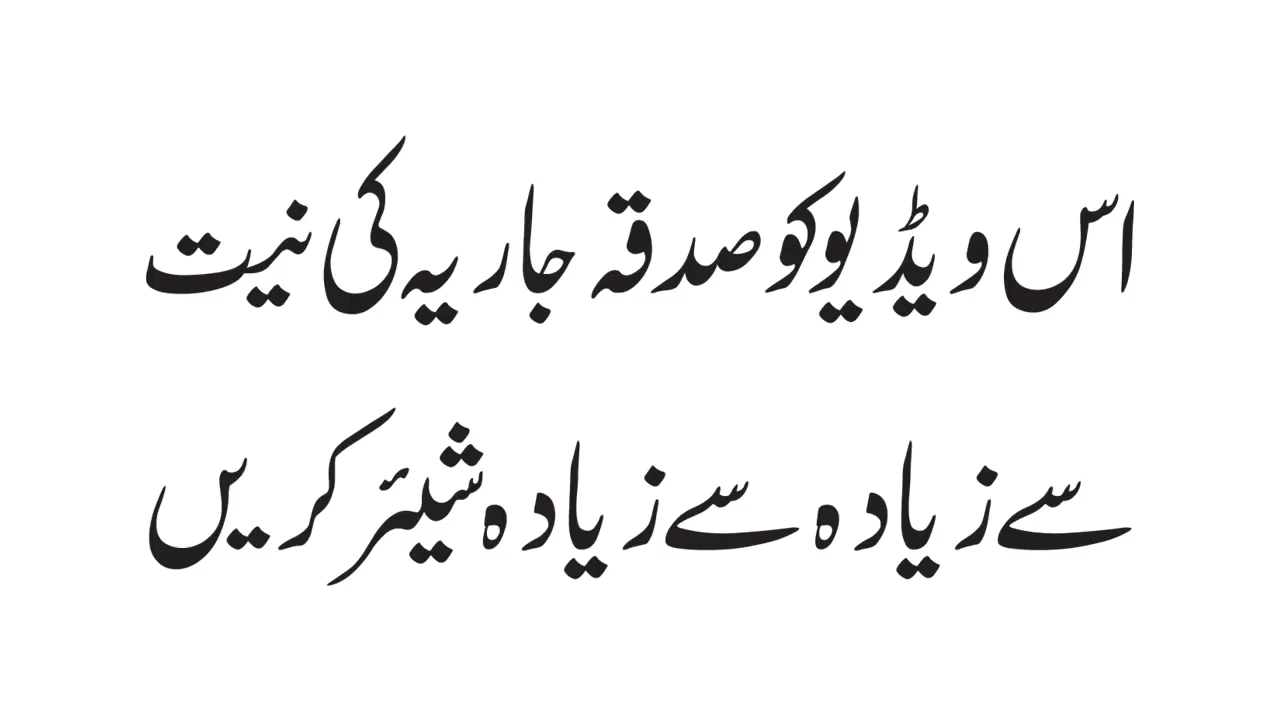 اس ویڈیو کو صدقہ جاریہ کی نیت
سے زیادہ سے زیادہ شیئر کریں